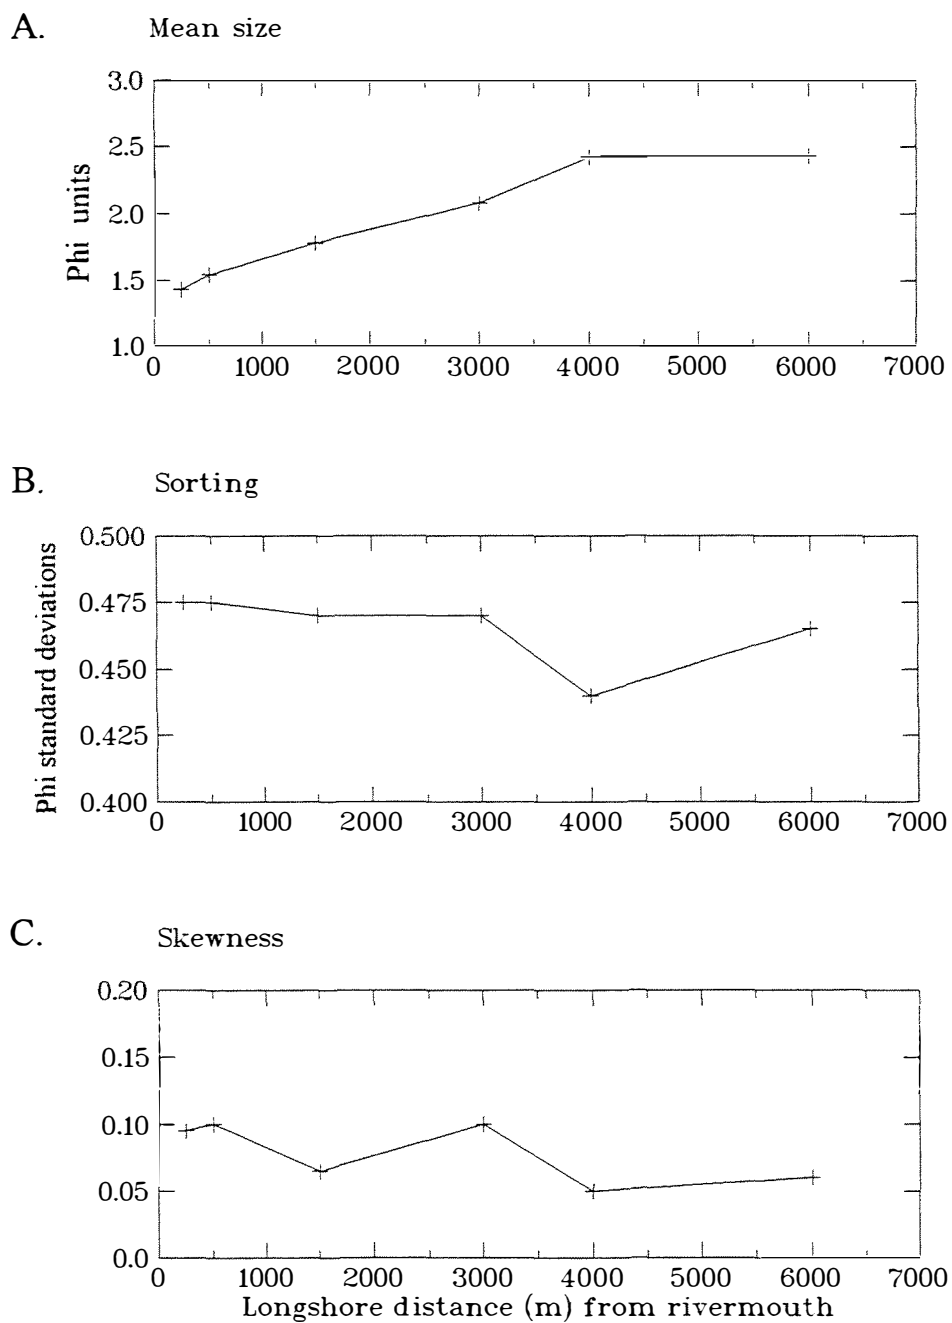 A. Mean size
3.0
2.5
2.0
1.5
1.0
Phi units
0 1000 2000 3000 4000 5000 6000 7000
B. Sorting
0.500
0.475
0.450
0.425
0.400
Phi standard deviations
0 1000 2000 3000 4000 5000 6000 7000
C. Skewness
0.20
0.15
0.10
0.05
0.0
0 1000 2000 3000 4000 5000 6000 7000
Longshore distance (m) from rivermouth